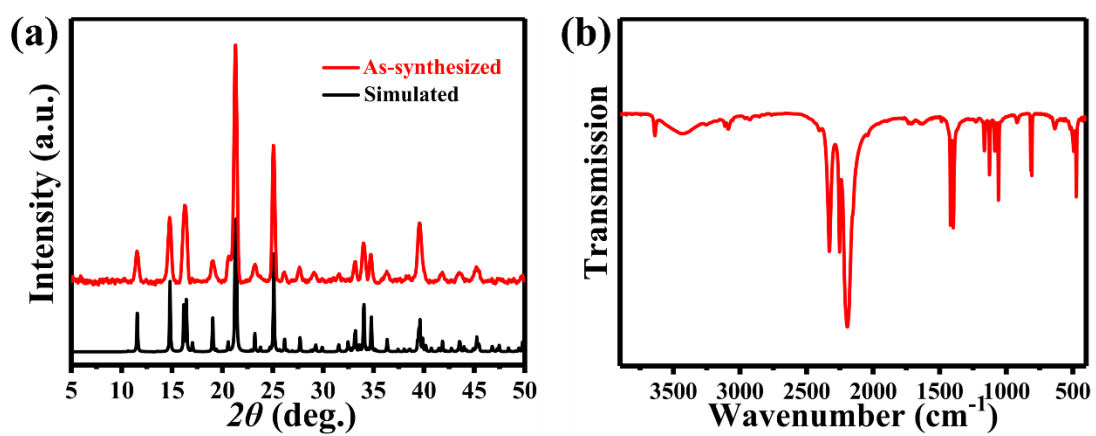 (a)
Intensity (a.u.)
As-synthesized
Simulated
5 10 15 20 25 30 35 40 45 50
2θ (deg.)
(b)
Transmission
3500 3000 2500 2000 1500 1000 500
Wavenumber (cm⁻¹)